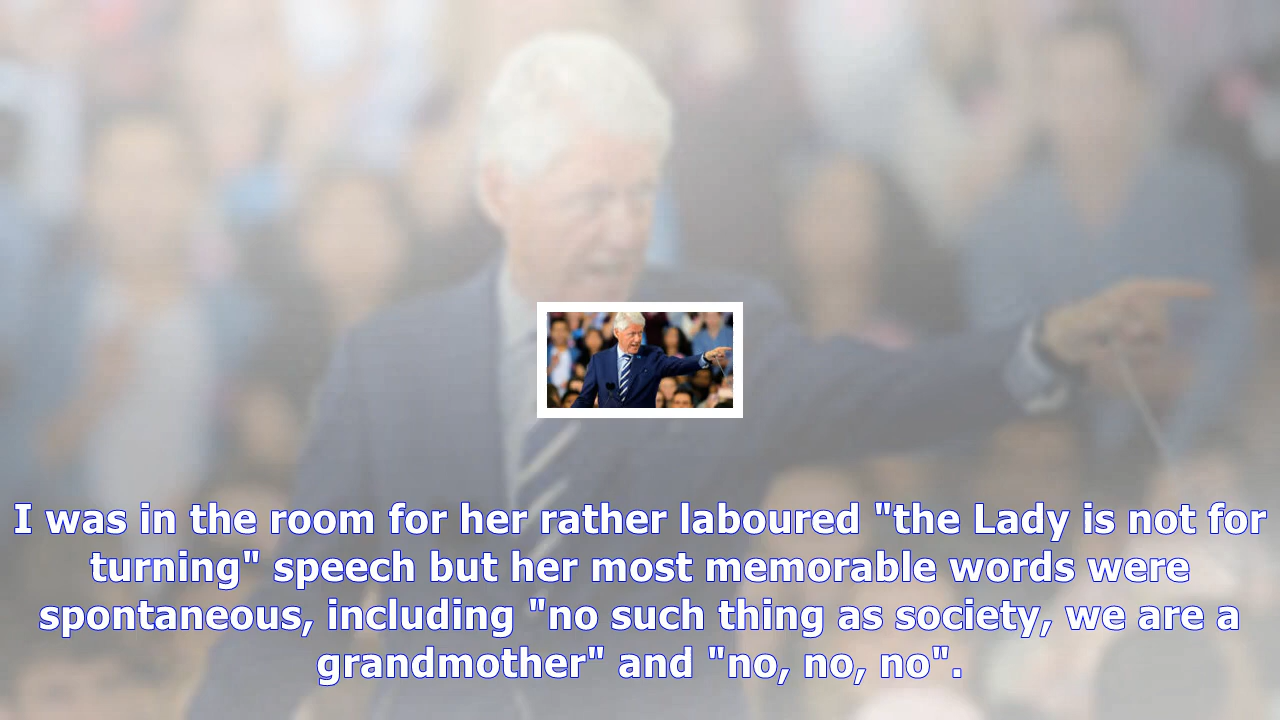 I was in the room for her rather laboured "the Lady is not for
turning" speech but her most memorable words were
spontaneous, including "no such thing as society, we are a
grandmother" and "no, no, no".